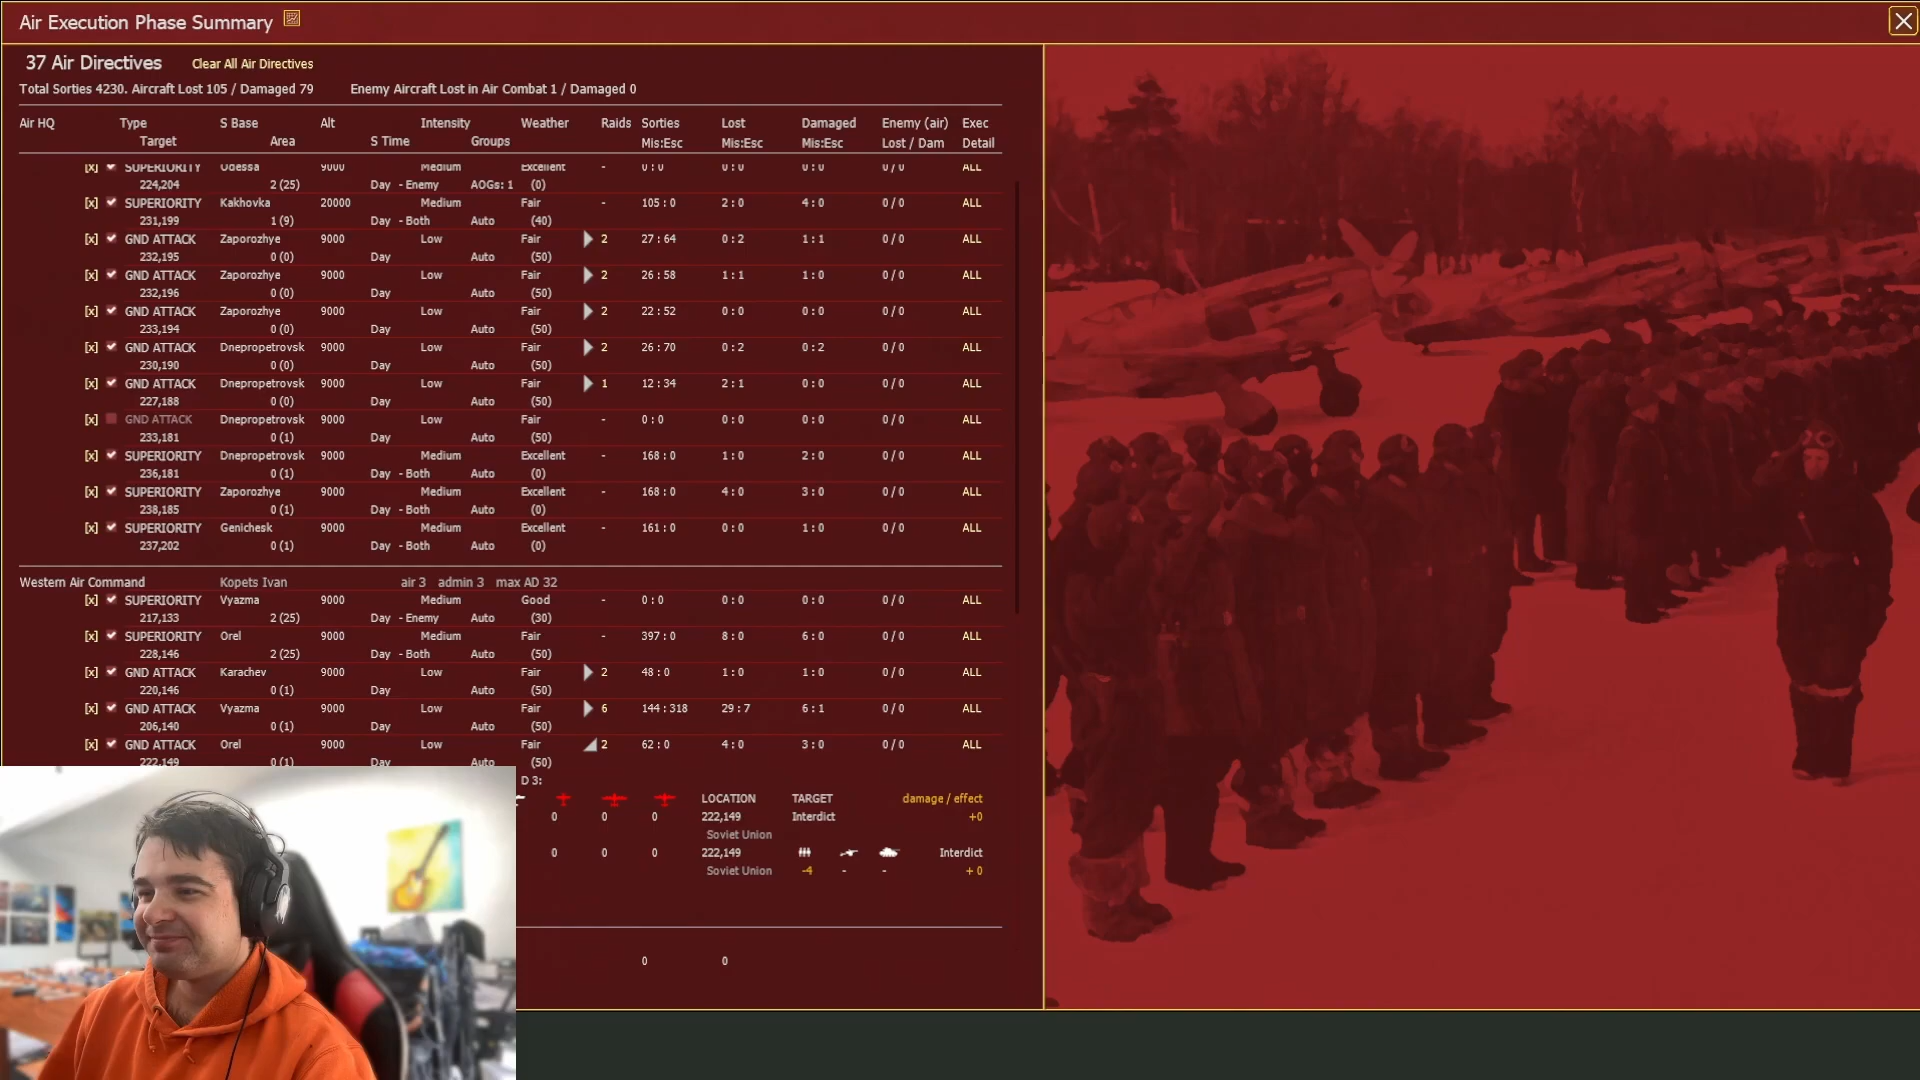 Air Execution Phase Summary
37 Air Directives Clear All Air Directives
Total Sorties 4230. Aircraft Lost 105 / Damaged 79 Enemy Aircraft Lost in Air Combat 1 / Damaged 0
Air HQ Type S Base Alt Intensity Weather Raids Sorties Lost Damaged Enemy (air) Exec
Target Area S Time Groups Mis:Esc Mis:Esc Mis:Esc Lost / Dam Detail
[x] SUPERIORITY Odessa 9000 Medium Excellent - 0 : 0 0 : 0 0 : 0 0 / 0 ALL
224,204 2 (25) Day - Enemy AOGs: 1 (0)
[x] SUPERIORITY Kakhovka 20000 Medium Fair - 105 : 0 2 : 0 4 : 0 0 / 0 ALL
231,199 1 (9) Day - Both Auto (40)
[x] GND ATTACK Zaporozhye 9000 Low Fair 2 27 : 64 0 : 2 1 : 1 0 / 0 ALL
232,195 0 (0) Day Auto (50)
[x] GND ATTACK Zaporozhye 9000 Low Fair 2 26 : 58 1 : 1 1 : 0 0 / 0 ALL
232,196 0 (0) Day Auto (50)
[x] GND ATTACK Zaporozhye 9000 Low Fair 2 22 : 52 0 : 0 0 : 0 0 / 0 ALL
233,194 0 (0) Day Auto (50)
[x] GND ATTACK Dnepropetrovsk 9000 Low Fair 2 26 : 70 0 : 2 0 : 2 0 / 0 ALL
230,190 0 (0) Day Auto (50)
[x] GND ATTACK Dnepropetrovsk 9000 Low Fair 1 12 : 34 2 : 1 0 : 0 0 / 0 ALL
227,188 0 (0) Day Auto (50)
[x] GND ATTACK Dnepropetrovsk 9000 Low Fair - 0 : 0 0 : 0 0 : 0 0 / 0 ALL
233,181 0 (1) Day Auto (50)
[x] SUPERIORITY Dnepropetrovsk 9000 Medium Excellent - 168 : 0 1 : 0 2 : 0 0 / 0 ALL
236,181 0 (1) Day - Both Auto (0)
[x] SUPERIORITY Zaporozhye 9000 Medium Excellent - 168 : 0 4 : 0 3 : 0 0 / 0 ALL
238,185 0 (1) Day - Both Auto (0)
[x] SUPERIORITY Genichesk 9000 Medium Excellent - 161 : 0 0 : 0 1 : 0 0 / 0 ALL
237,202 0 (1) Day - Both Auto (0)
Western Air Command Kopets Ivan air 3 admin 3 max AD 32
[x] SUPERIORITY Vyazma 9000 Medium Good - 0 : 0 0 : 0 0 : 0 0 / 0 ALL
217,133 2 (25) Day - Enemy Auto (30)
[x] SUPERIORITY Orel 9000 Medium Fair - 397 : 0 8 : 0 6 : 0 0 / 0 ALL
228,146 2 (25) Day - Both Auto (50)
[x] GND ATTACK Karachev 9000 Low Fair 2 48 : 0 1 : 0 1 : 0 0 / 0 ALL
220,146 0 (1) Day Auto (50)
[x] GND ATTACK Vyazma 9000 Low Fair 6 144 : 318 29 : 7 6 : 1 0 / 0 ALL
206,140 0 (1) Day Auto (50)
[x] GND ATTACK Orel 9000 Low Fair 2 62 : 0 4 : 0 3 : 0 0 / 0 ALL
222,149 0 (1) Day Auto (50)
D 3:
LOCATION TARGET damage / effect
0 0 0 222,149 Interdict +0
Soviet Union
0 0 0 222,149 Interdict
Soviet Union -4 - - + 0
0 0